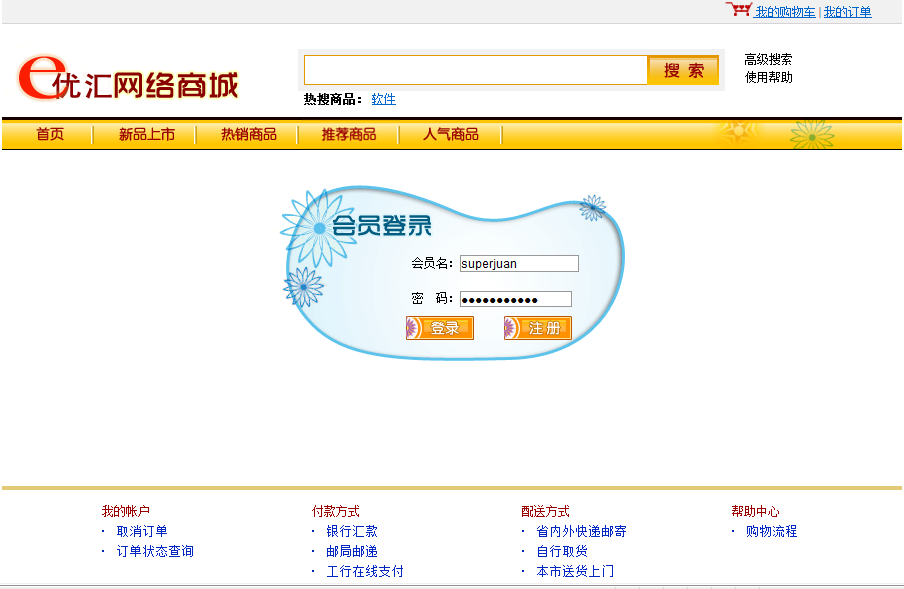 我的购物车 | 我的订单
e优汇网络商城
搜 索
高级搜索
使用帮助
热搜商品： 软件
首页 新品上市 热销商品 推荐商品 人气商品
会员登录
会员名： superjuan
密 码： ●●●●●●●●●●●
登录 注册
我的帐户 付款方式 配送方式 帮助中心
· 取消订单 · 银行汇款 · 省内外快递邮寄 · 购物流程
· 订单状态查询 · 邮局邮递 · 自行取货
· 工行在线支付 · 本市送货上门